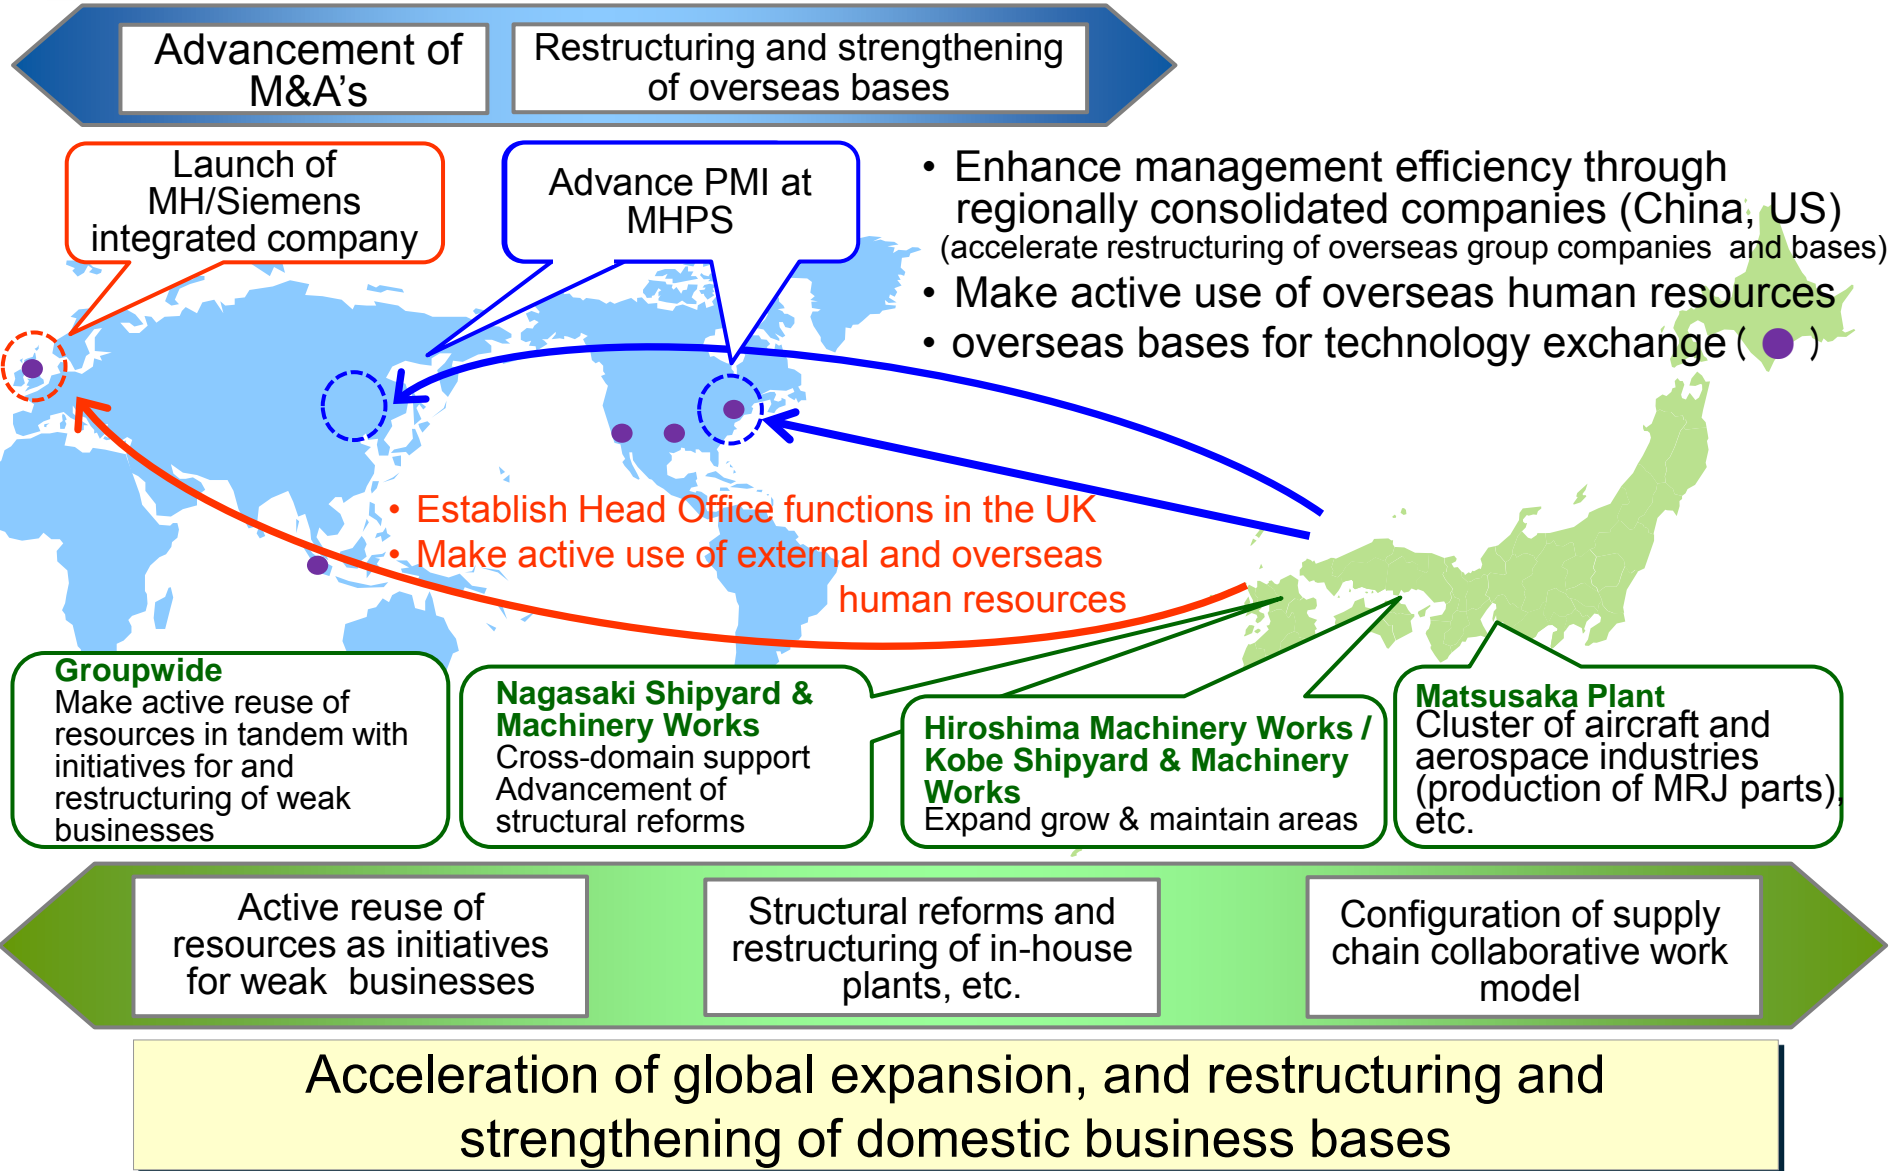 Advancement of
M&A’s
Restructuring and strengthening
of overseas bases
Launch of
MH/Siemens
integrated company
Advance PMI at
MHPS
• Enhance management efficiency through
regionally consolidated companies (China, US)
(accelerate restructuring of overseas group companies and bases)
• Make active use of overseas human resources
• overseas bases for technology exchange ( ● )
• Establish Head Office functions in the UK
• Make active use of external and overseas
human resources
Groupwide
Make active reuse of
resources in tandem with
initiatives for and
restructuring of weak
businesses
Nagasaki Shipyard &
Machinery Works
Cross-domain support
Advancement of
structural reforms
Hiroshima Machinery Works /
Kobe Shipyard & Machinery
Works
Expand grow & maintain areas
Matsusaka Plant
Cluster of aircraft and
aerospace industries
(production of MRJ parts),
etc.
Active reuse of
resources as initiatives
for weak businesses
Structural reforms and
restructuring of in-house
plants, etc.
Configuration of supply
chain collaborative work
model
Acceleration of global expansion, and restructuring and
strengthening of domestic business bases